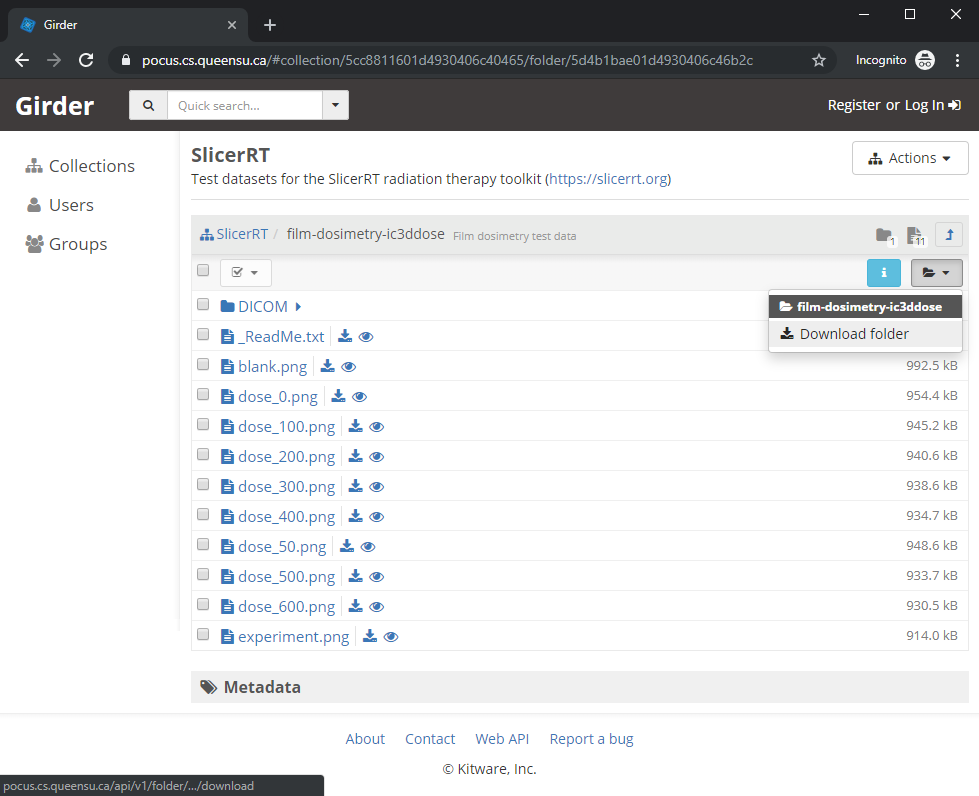 Girder
pocus.cs.queensu.ca/#collection/5cc8811601d4930406c40465/folder/5d4b1bae01d4930406c46b2c
Incognito
Girder
Quick search...
Register or Log In
Collections
Users
Groups
SlicerRT
Test datasets for the SlicerRT radiation therapy toolkit (https://slicerrt.org)
Actions
SlicerRT / film-dosimetry-ic3ddose Film dosimetry test data
1 11
i
film-dosimetry-ic3ddose
Download folder
DICOM
_ReadMe.txt
blank.png 992.5 kB
dose_0.png 954.4 kB
dose_100.png 945.2 kB
dose_200.png 940.6 kB
dose_300.png 938.6 kB
dose_400.png 934.7 kB
dose_50.png 948.6 kB
dose_500.png 933.7 kB
dose_600.png 930.5 kB
experiment.png 914.0 kB
Metadata
About Contact Web API Report a bug
© Kitware, Inc.
pocus.cs.queensu.ca/api/v1/folder/.../download